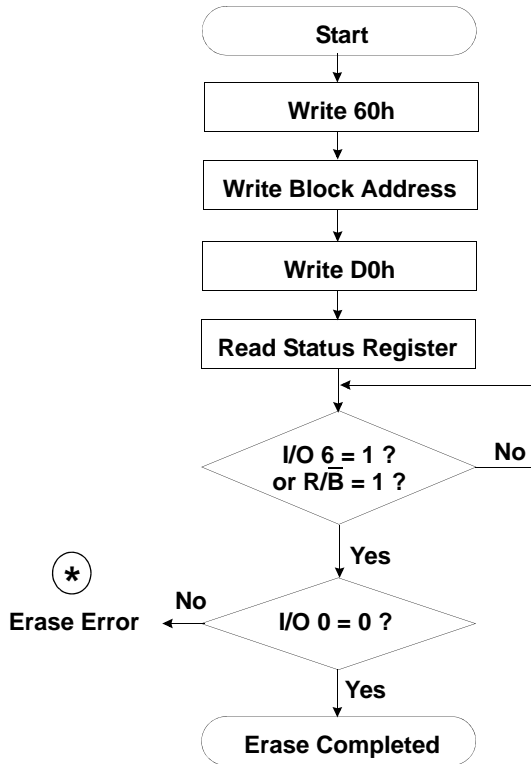 Start
Write 60h
Write Block Address
Write D0h
Read Status Register
I/O 6 = 1 ?
or R/B̅ = 1 ?
No
Yes
*
No
Erase Error
I/O 0 = 0 ?
Yes
Erase Completed